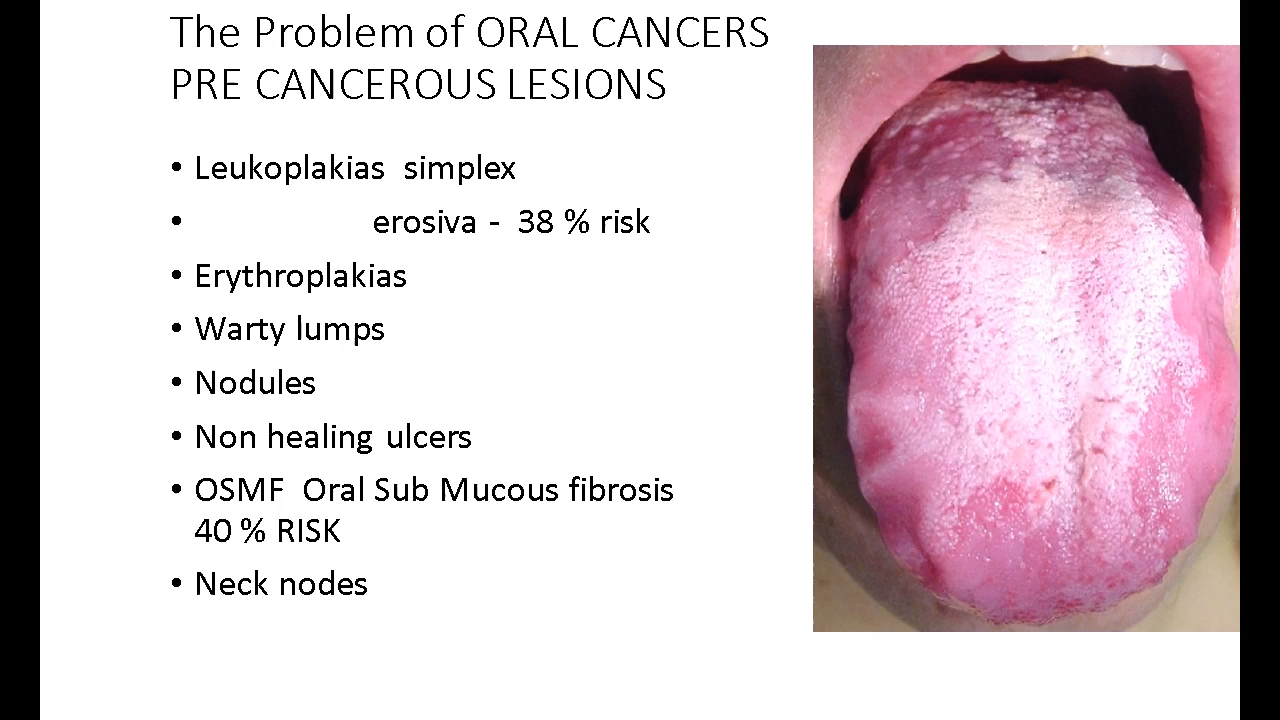 The Problem of ORAL CANCERS
PRE CANCEROUS LESIONS
• Leukoplakias simplex
• erosiva - 38 % risk
• Erythroplakias
• Warty lumps
• Nodules
• Non healing ulcers
• OSMF Oral Sub Mucous fibrosis
40 % RISK
• Neck nodes